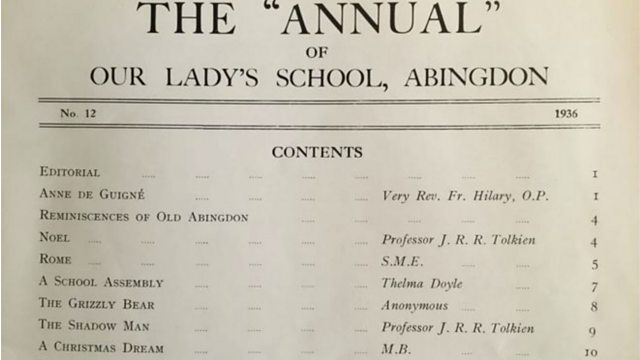 THE "ANNUAL"
OF
OUR LADY'S SCHOOL, ABINGDON
No. 12 1936
CONTENTS
EDITORIAL ..... ..... ..... ..... ..... ..... ..... ..... 1
ANNE DE GUIGNÉ ..... ..... ..... ..... Very Rev. Fr. Hilary, O.P. 1
REMINISCENCES OF OLD ABINGDON ..... ..... ..... ..... ..... 4
NOEL ..... ..... ..... ..... ..... Professor J. R. R. Tolkien 4
ROME ..... ..... ..... ..... ..... S.M.E. ..... ..... 5
A SCHOOL ASSEMBLY ..... ..... ..... ..... Thelma Doyle ..... 7
THE GRIZZLY BEAR ..... ..... ..... ..... Anonymous ..... ..... 8
THE SHADOW MAN ..... ..... ..... ..... Professor J. R. R. Tolkien 9
A CHRISTMAS DREAM ..... ..... ..... ..... M.B. ..... ..... 10